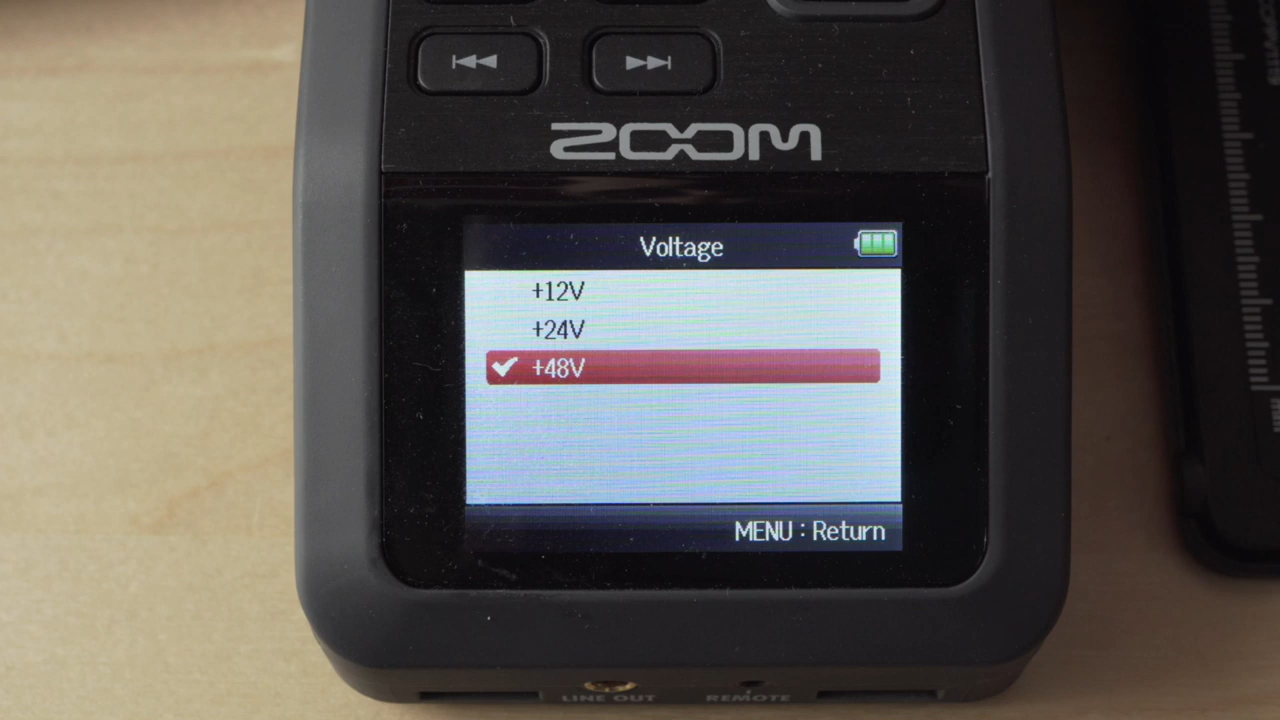 ZOOM
Voltage
+12V
+24V
+48V
MENU : Return
LINE OUT REMOTE